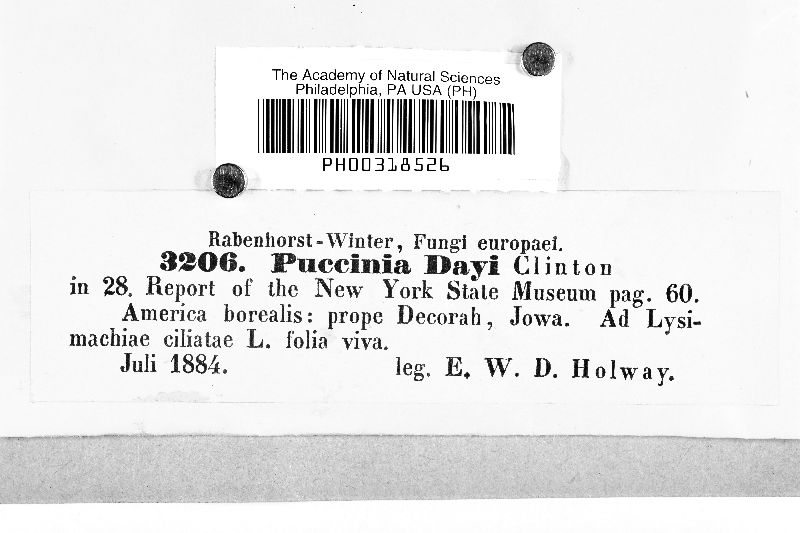 The Academy of Natural Sciences
Philadelphia, PA USA (PH)
PH00318526
Rabenhorst-Winter, Fungi europaei.
3206. Puccinia Dayi Clinton
in 28. Report of the New York State Museum pag. 60.
America borealis: prope Decorah, Jowa. Ad Lysi-
machiae ciliatae L. folia viva.
Juli 1884. leg. E. W. D. Holway.